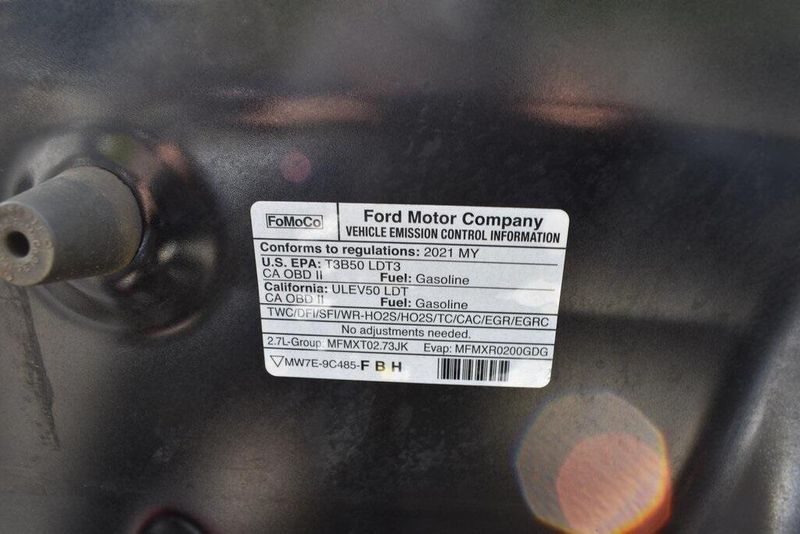 FoMoCo
Ford Motor Company
VEHICLE EMISSION CONTROL INFORMATION
Conforms to regulations: 2021 MY
U.S. EPA: T3B50 LDT3
CA OBD II Fuel: Gasoline
California: ULEV50 LDT
CA OBD II Fuel: Gasoline
TWC/DFI/SFI/WR-HO2S/HO2S/TC/CAC/EGR/EGRC
No adjustments needed.
2.7L-Group: MFMXT02.73JK Evap: MFMXR0200GDG
MW7E-9C485-F B H